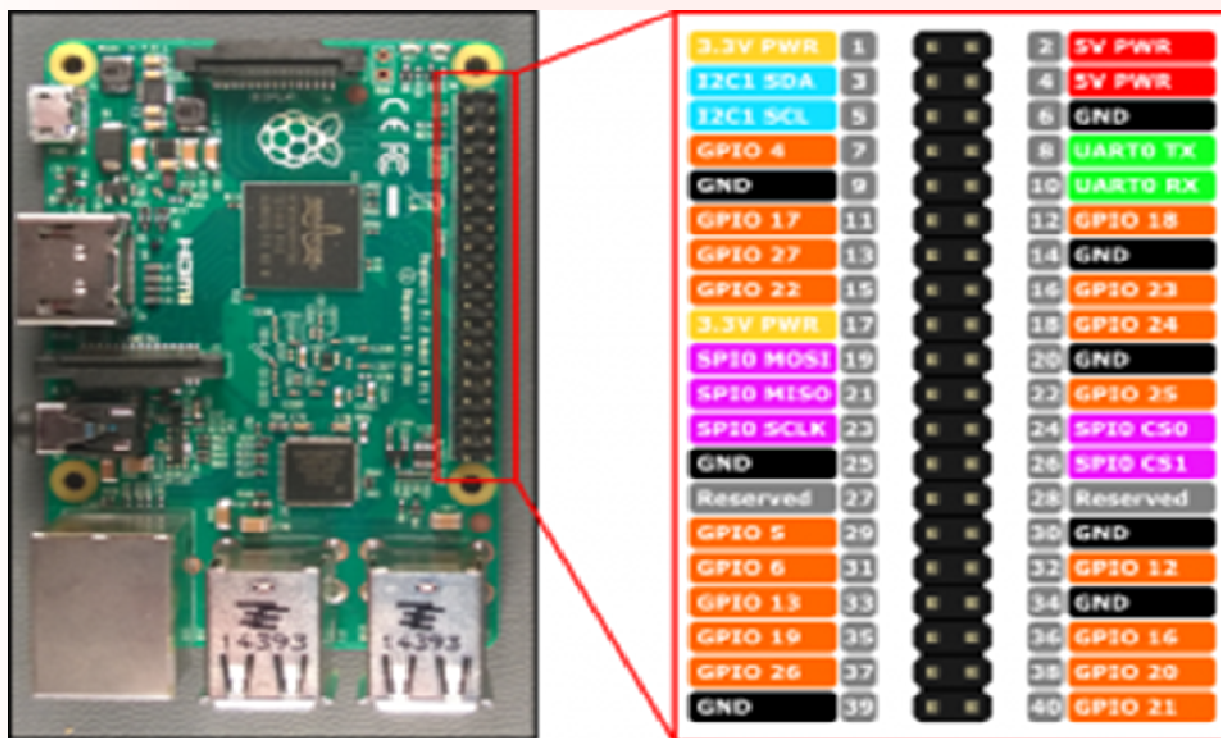 HDMI
14393
14393
3.3V PWR 1 2 5V PWR
I2C1 SDA 3 4 5V PWR
I2C1 SCL 5 6 GND
GPIO 4 7 8 UART0 TX
GND 9 10 UART0 RX
GPIO 17 11 12 GPIO 18
GPIO 27 13 14 GND
GPIO 22 15 16 GPIO 23
3.3V PWR 17 18 GPIO 24
SPI0 MOSI 19 20 GND
SPI0 MISO 21 22 GPIO 25
SPI0 SCLK 23 24 SPI0 CS0
GND 25 26 SPI0 CS1
Reserved 27 28 Reserved
GPIO 5 29 30 GND
GPIO 6 31 32 GPIO 12
GPIO 13 33 34 GND
GPIO 19 35 36 GPIO 16
GPIO 26 37 38 GPIO 20
GND 39 40 GPIO 21